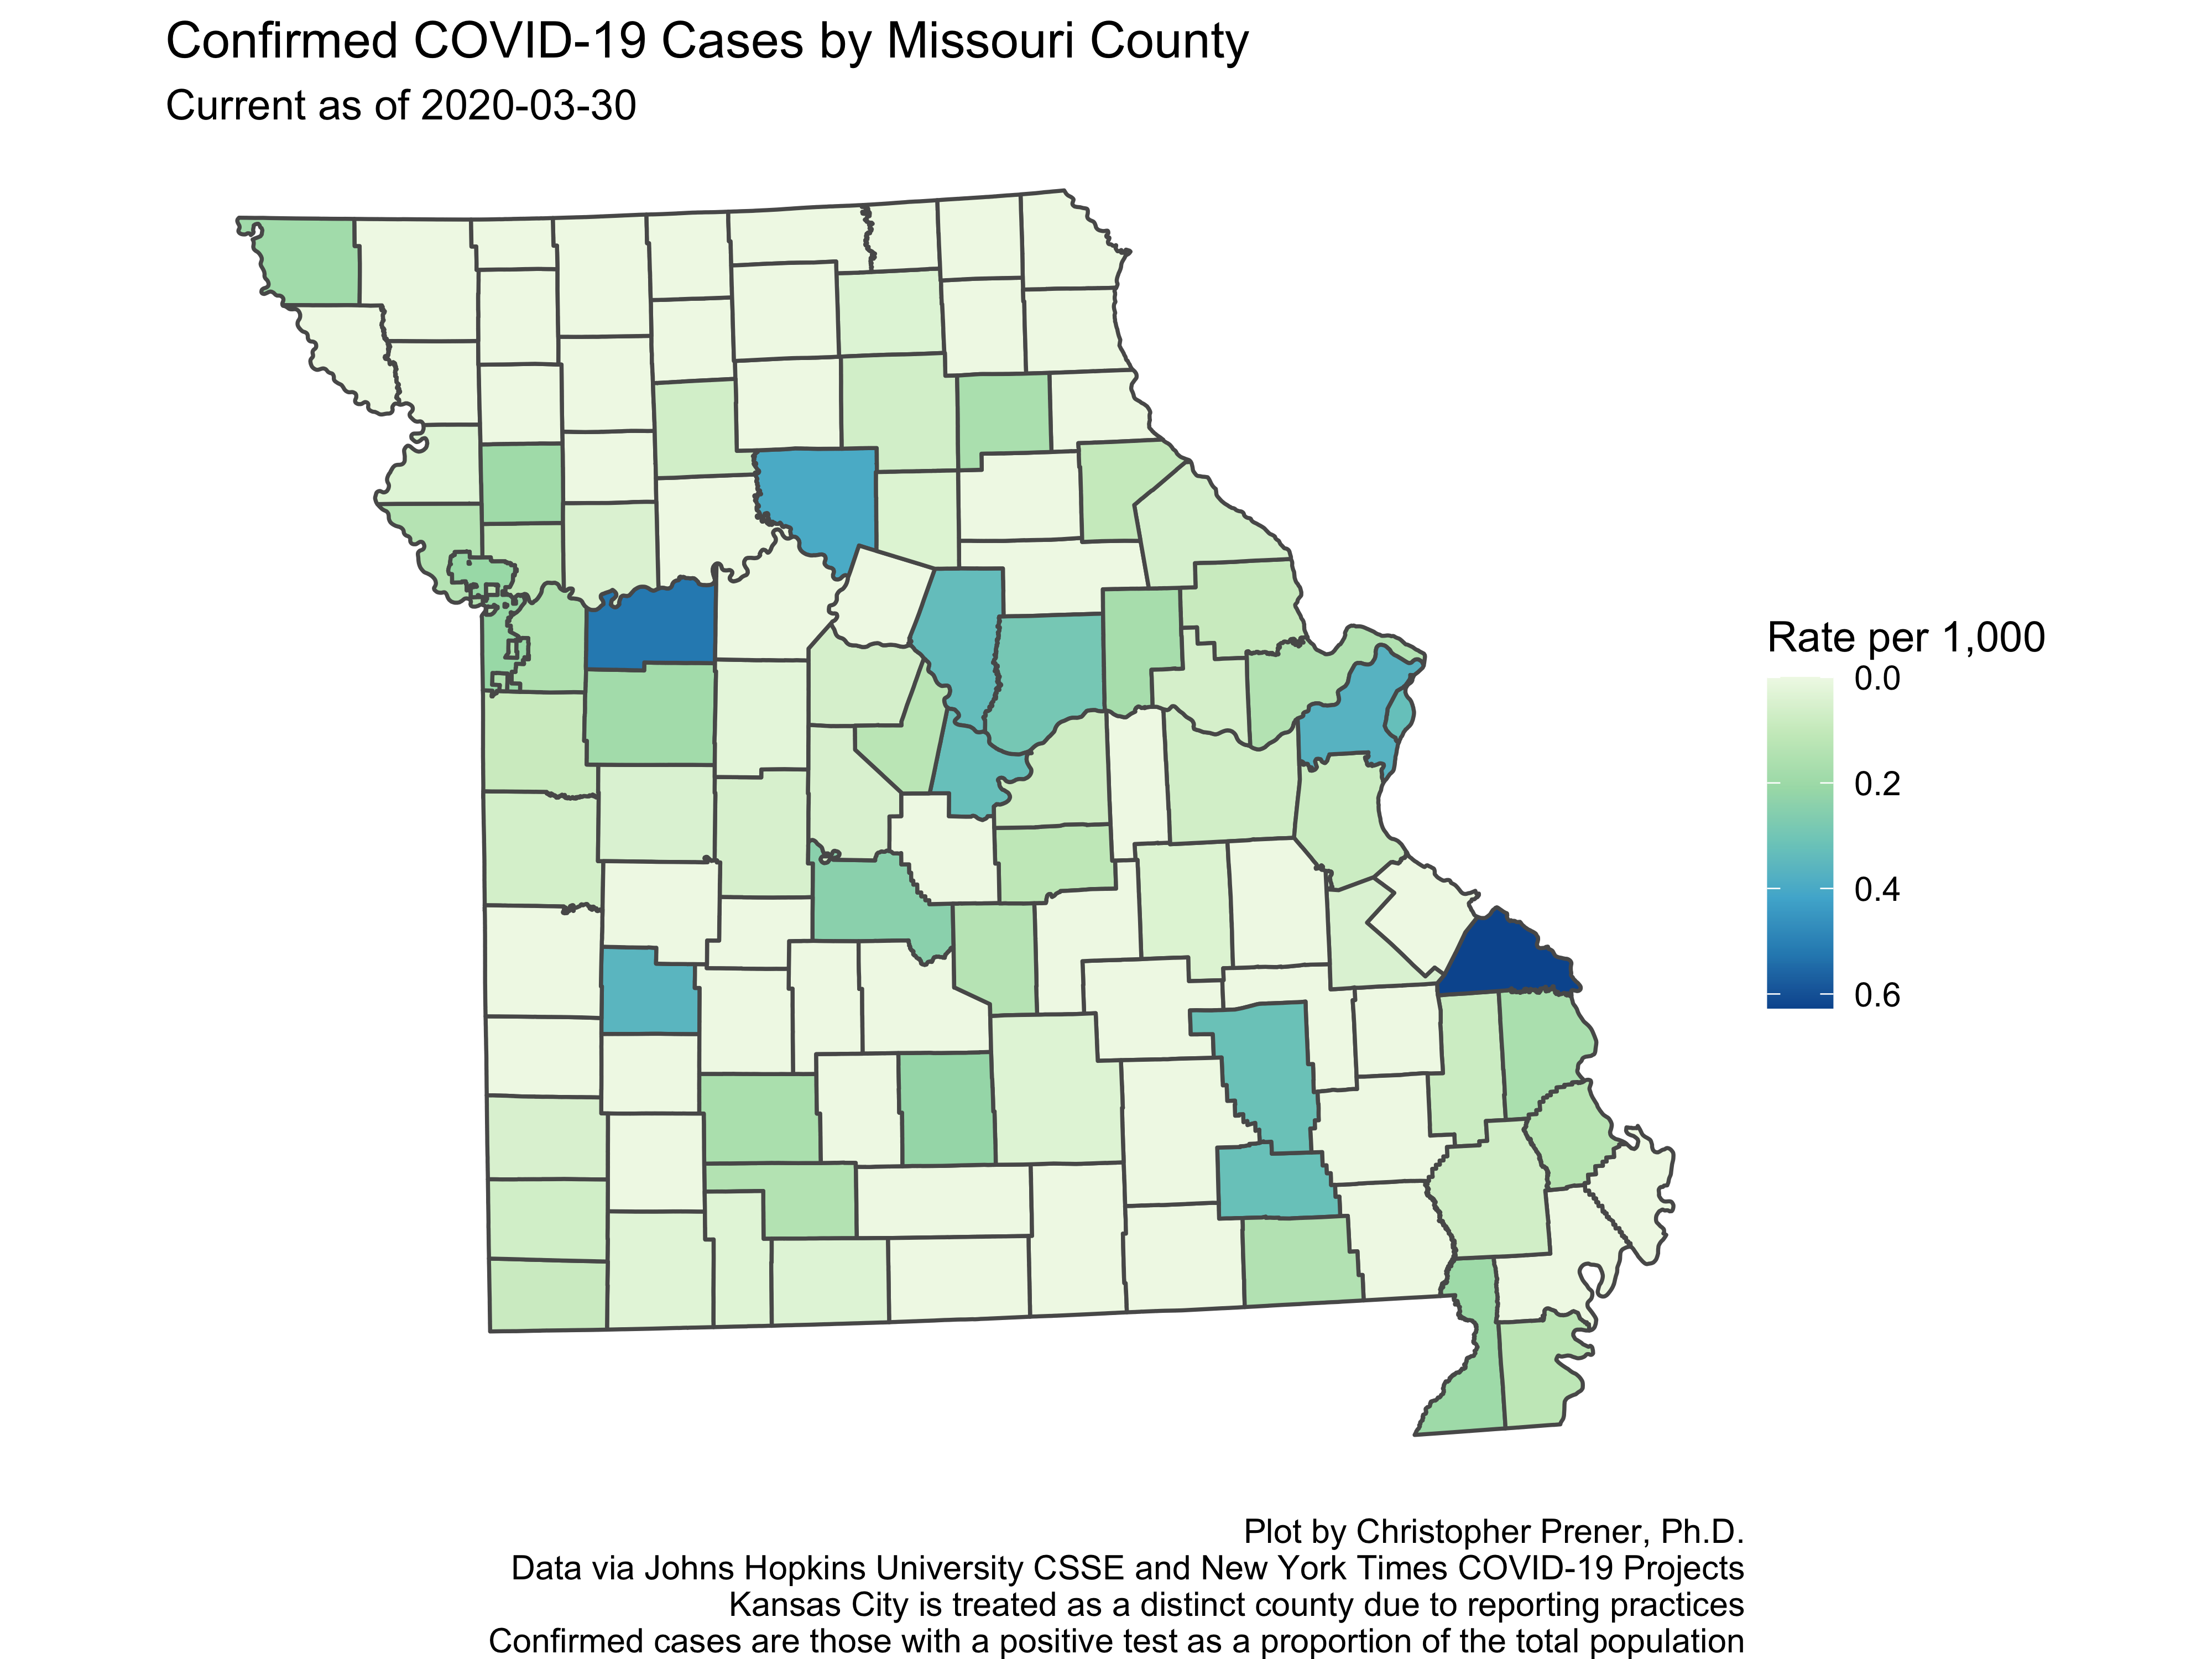 Confirmed COVID-19 Cases by Missouri County
Current as of 2020-03-30
Rate per 1,000
0.0
0.2
0.4
0.6
Plot by Christopher Prener, Ph.D.
Data via Johns Hopkins University CSSE and New York Times COVID-19 Projects
Kansas City is treated as a distinct county due to reporting practices
Confirmed cases are those with a positive test as a proportion of the total population